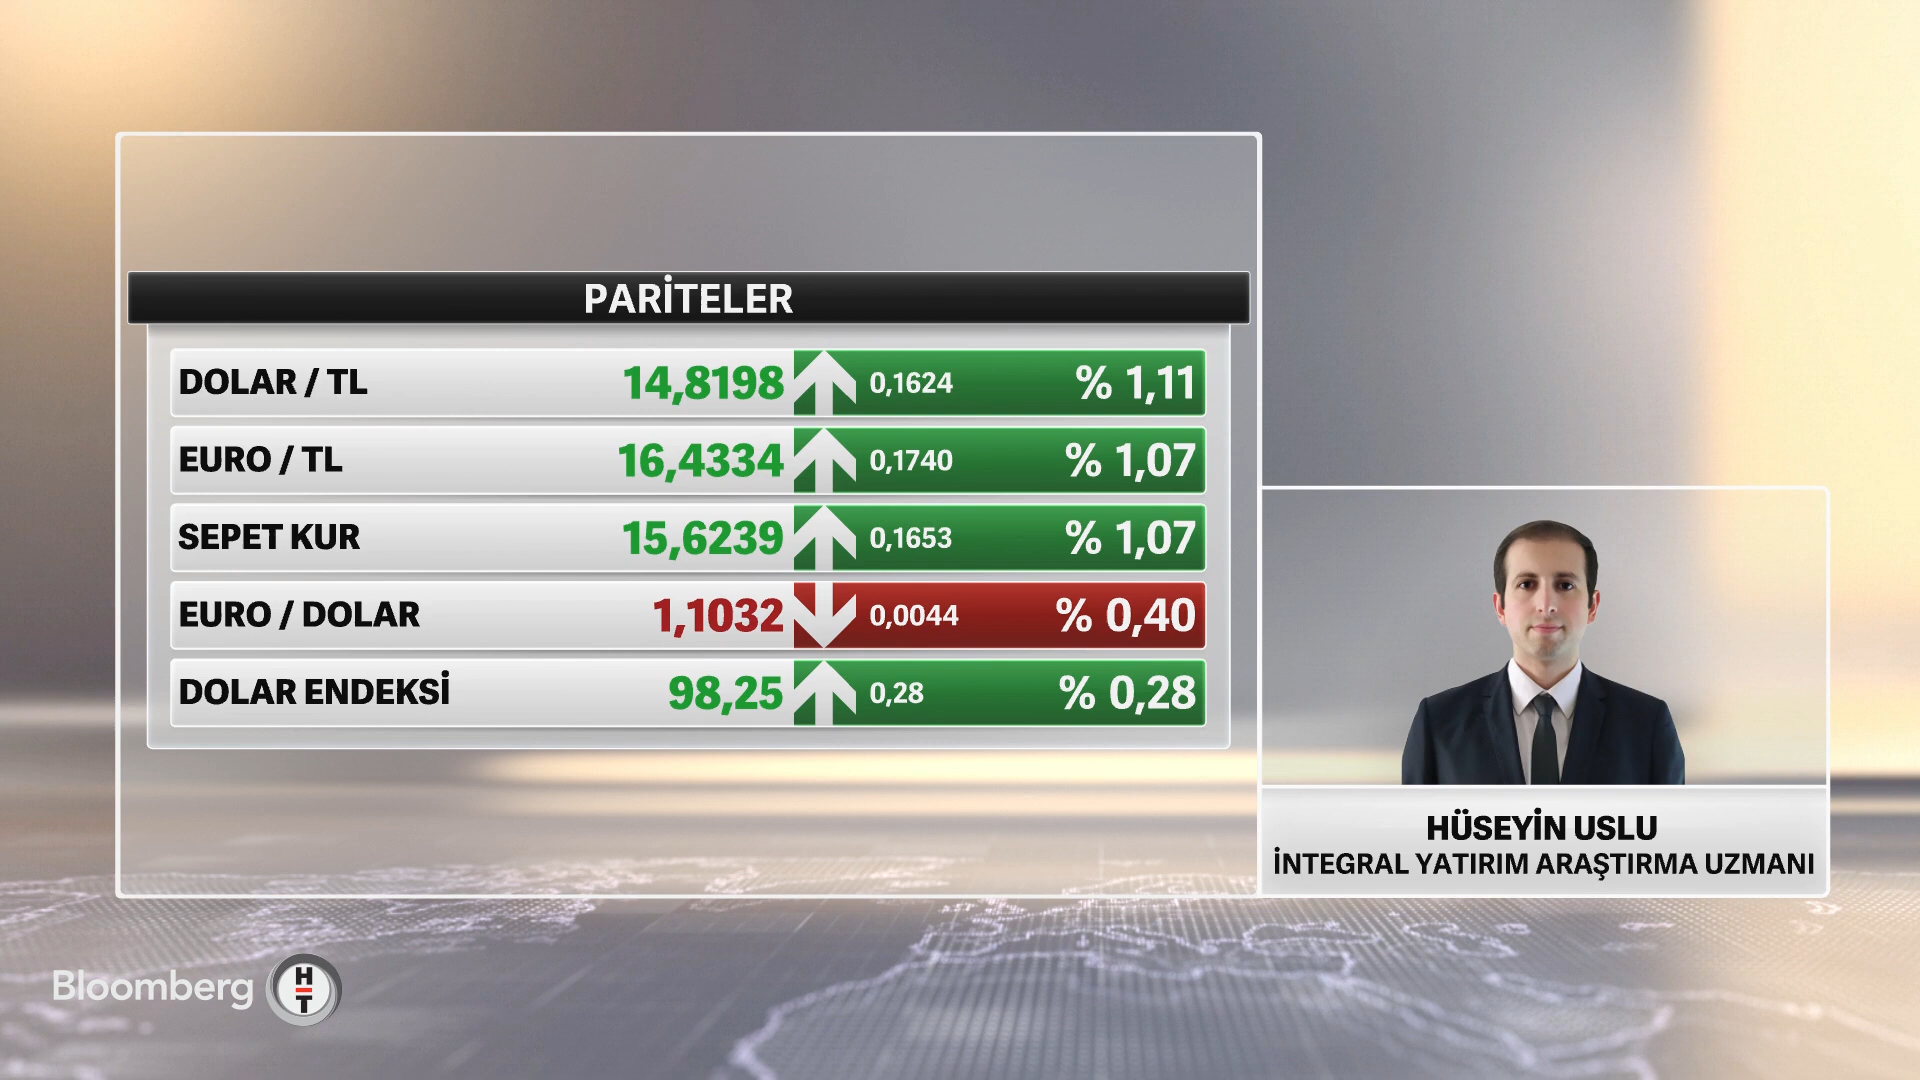 PARİTELER
DOLAR / TL 14,8198 0,1624 % 1,11
EURO / TL 16,4334 0,1740 % 1,07
SEPET KUR 15,6239 0,1653 % 1,07
EURO / DOLAR 1,1032 0,0044 % 0,40
DOLAR ENDEKSİ 98,25 0,28 % 0,28
HÜSEYİN USLU
İNTEGRAL YATIRIM ARAŞTIRMA UZMANI
Bloomberg HT